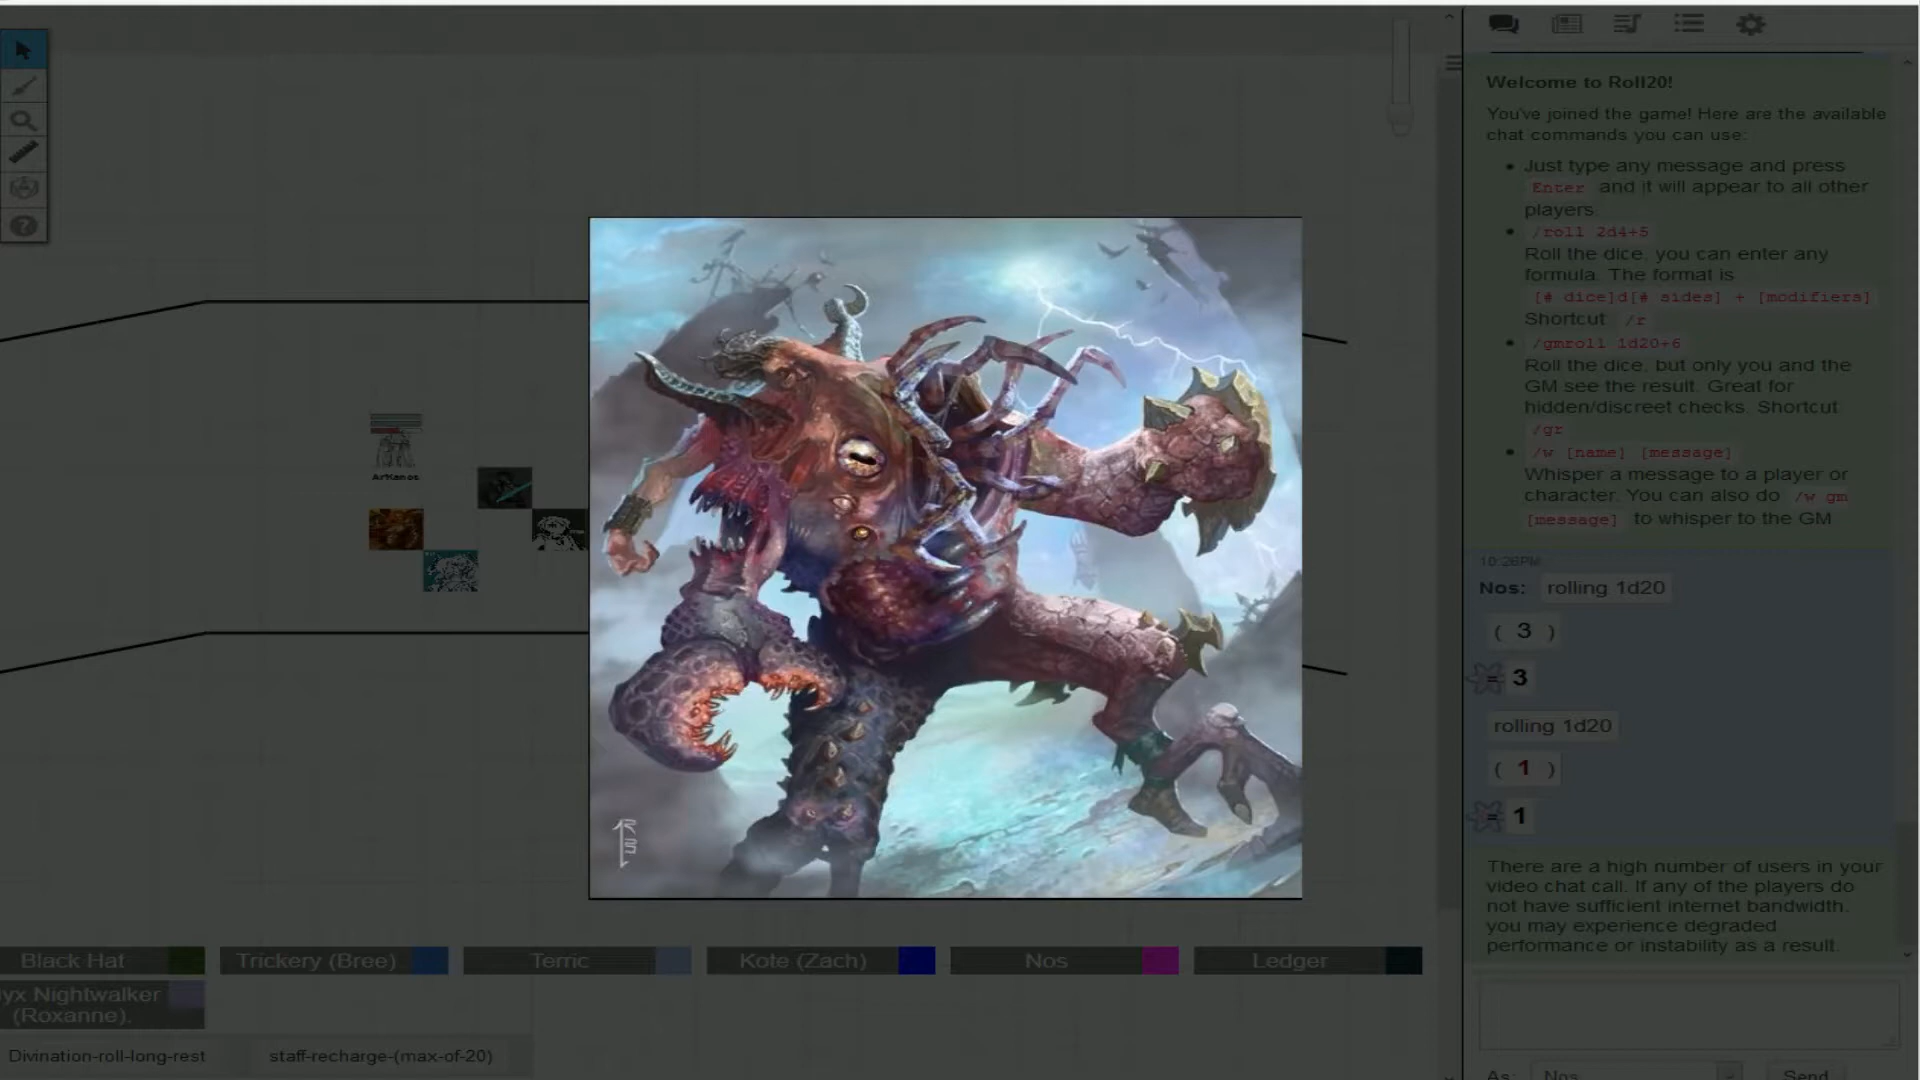 Welcome to Roll20!
You've joined the game! Here are the available
chat commands you can use:
Just type any message and press
Enter and it will appear to all other
players.
/roll 2d4+5
Roll the dice, you can enter any
formula. The format is
[# dice]d[# sides] + [modifiers]
Shortcut /r
/gmroll 1d20+6
Roll the dice, but only you and the
GM see the result. Great for
hidden/discreet checks. Shortcut
/gr
/w [name] [message]
Whisper a message to a player or
character. You can also do /w gm
[message] to whisper to the GM
10:26PM
Nos: rolling 1d20
( 3 )
= 3
rolling 1d20
( 1 )
= 1
There are a high number of users in your
video chat call. If any of the players do
not have sufficient internet bandwidth,
you may experience degraded
performance or instability as a result.
As: Nos Send
Arkanos
Black Hat
Trickery (Bree)
Terric
Kote (Zach)
Nos
Ledger
yx Nightwalker
(Roxanne).
Divination-roll-long-rest
staff-recharge-(max-of-20)